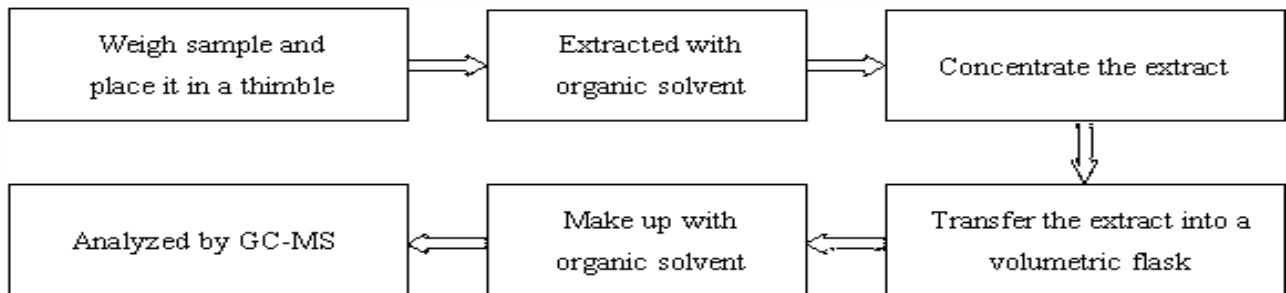 Weigh sample and
place it in a thimble
Extracted with
organic solvent
Concentrate the extract
Transfer the extract into a
volumetric flask
Make up with
organic solvent
Analyzed by GC-MS